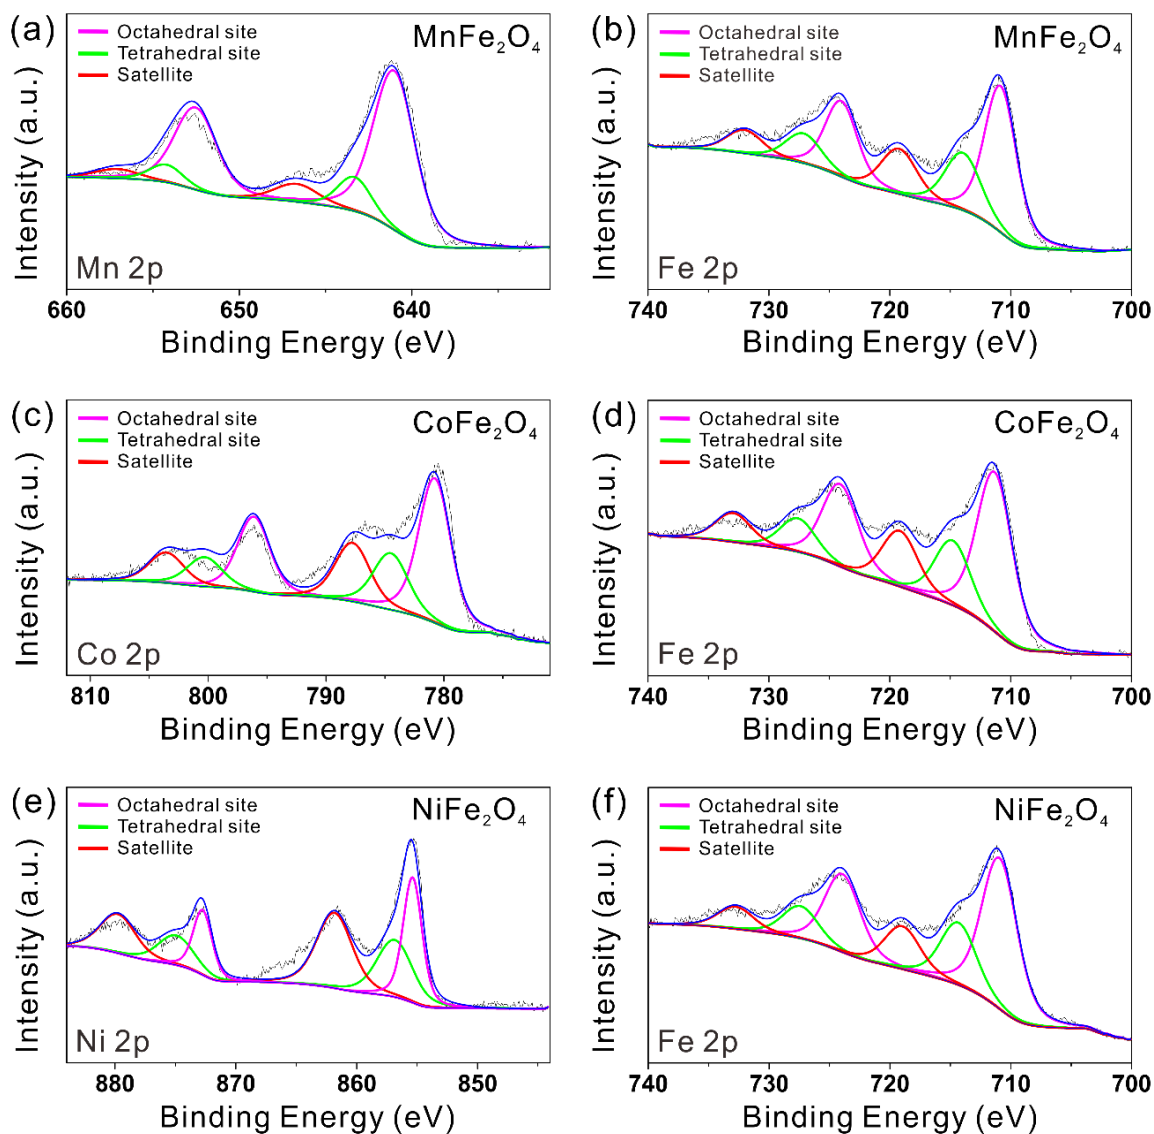 (a)
Octahedral site
Tetrahedral site
Satellite
MnFe₂O₄
Mn 2p
Intensity (a.u.)
660 650 640
Binding Energy (eV)
(b)
Octahedral site
Tetrahedral site
Satellite
MnFe₂O₄
Fe 2p
Intensity (a.u.)
740 730 720 710 700
Binding Energy (eV)
(c)
Octahedral site
Tetrahedral site
Satellite
CoFe₂O₄
Co 2p
Intensity (a.u.)
810 800 790 780
Binding Energy (eV)
(d)
Octahedral site
Tetrahedral site
Satellite
CoFe₂O₄
Fe 2p
Intensity (a.u.)
740 730 720 710 700
Binding Energy (eV)
(e)
Octahedral site
Tetrahedral site
Satellite
NiFe₂O₄
Ni 2p
Intensity (a.u.)
880 870 860 850
Binding Energy (eV)
(f)
Octahedral site
Tetrahedral site
Satellite
NiFe₂O₄
Fe 2p
Intensity (a.u.)
740 730 720 710 700
Binding Energy (eV)